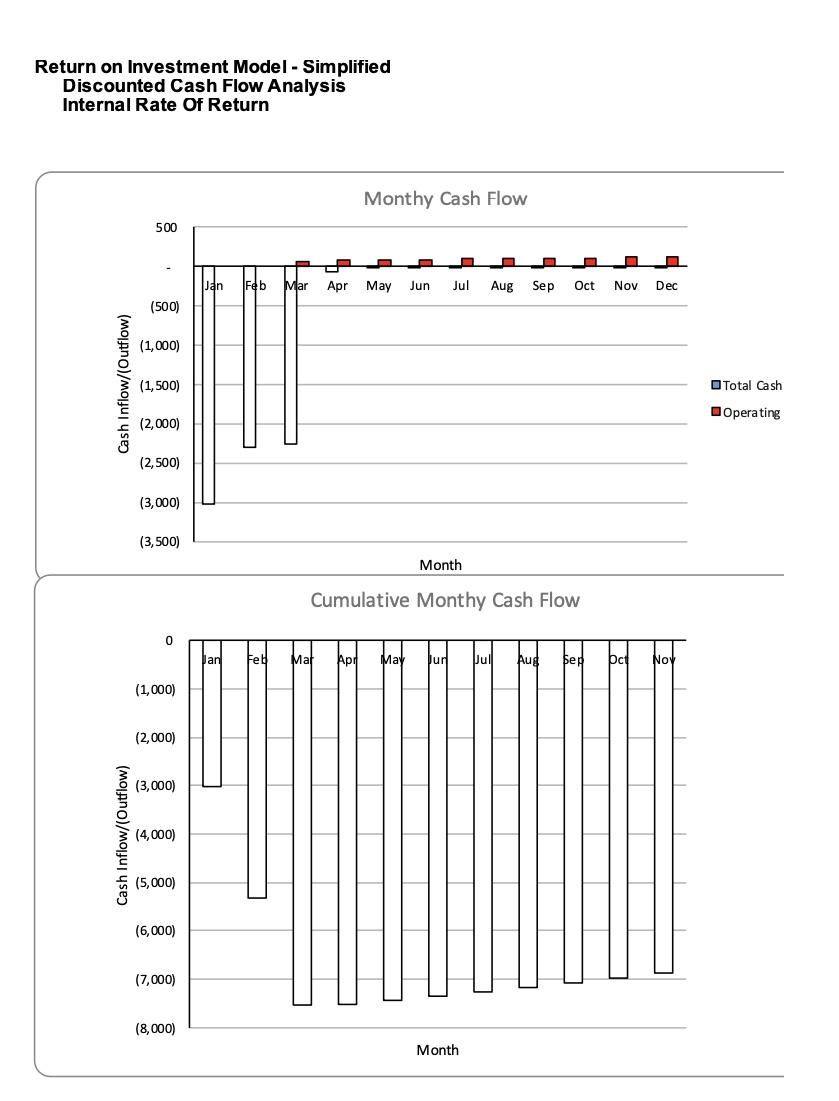 Return on Investment Model - Simplified
Discounted Cash Flow Analysis
Internal Rate Of Return
Monthy Cash Flow
500
-
Jan Feb Mar Apr May Jun Jul Aug Sep Oct Nov Dec
(500)
(1,000)
(1,500)
(2,000)
(2,500)
(3,000)
(3,500)
Cash Inflow/(Outflow)
Total Cash
Operating
Month
Cumulative Monthy Cash Flow
0
Jan Feb Mar Apr May Jun Jul Aug Sep Oct Nov
(1,000)
(2,000)
(3,000)
(4,000)
(5,000)
(6,000)
(7,000)
(8,000)
Cash Inflow/(Outflow)
Month